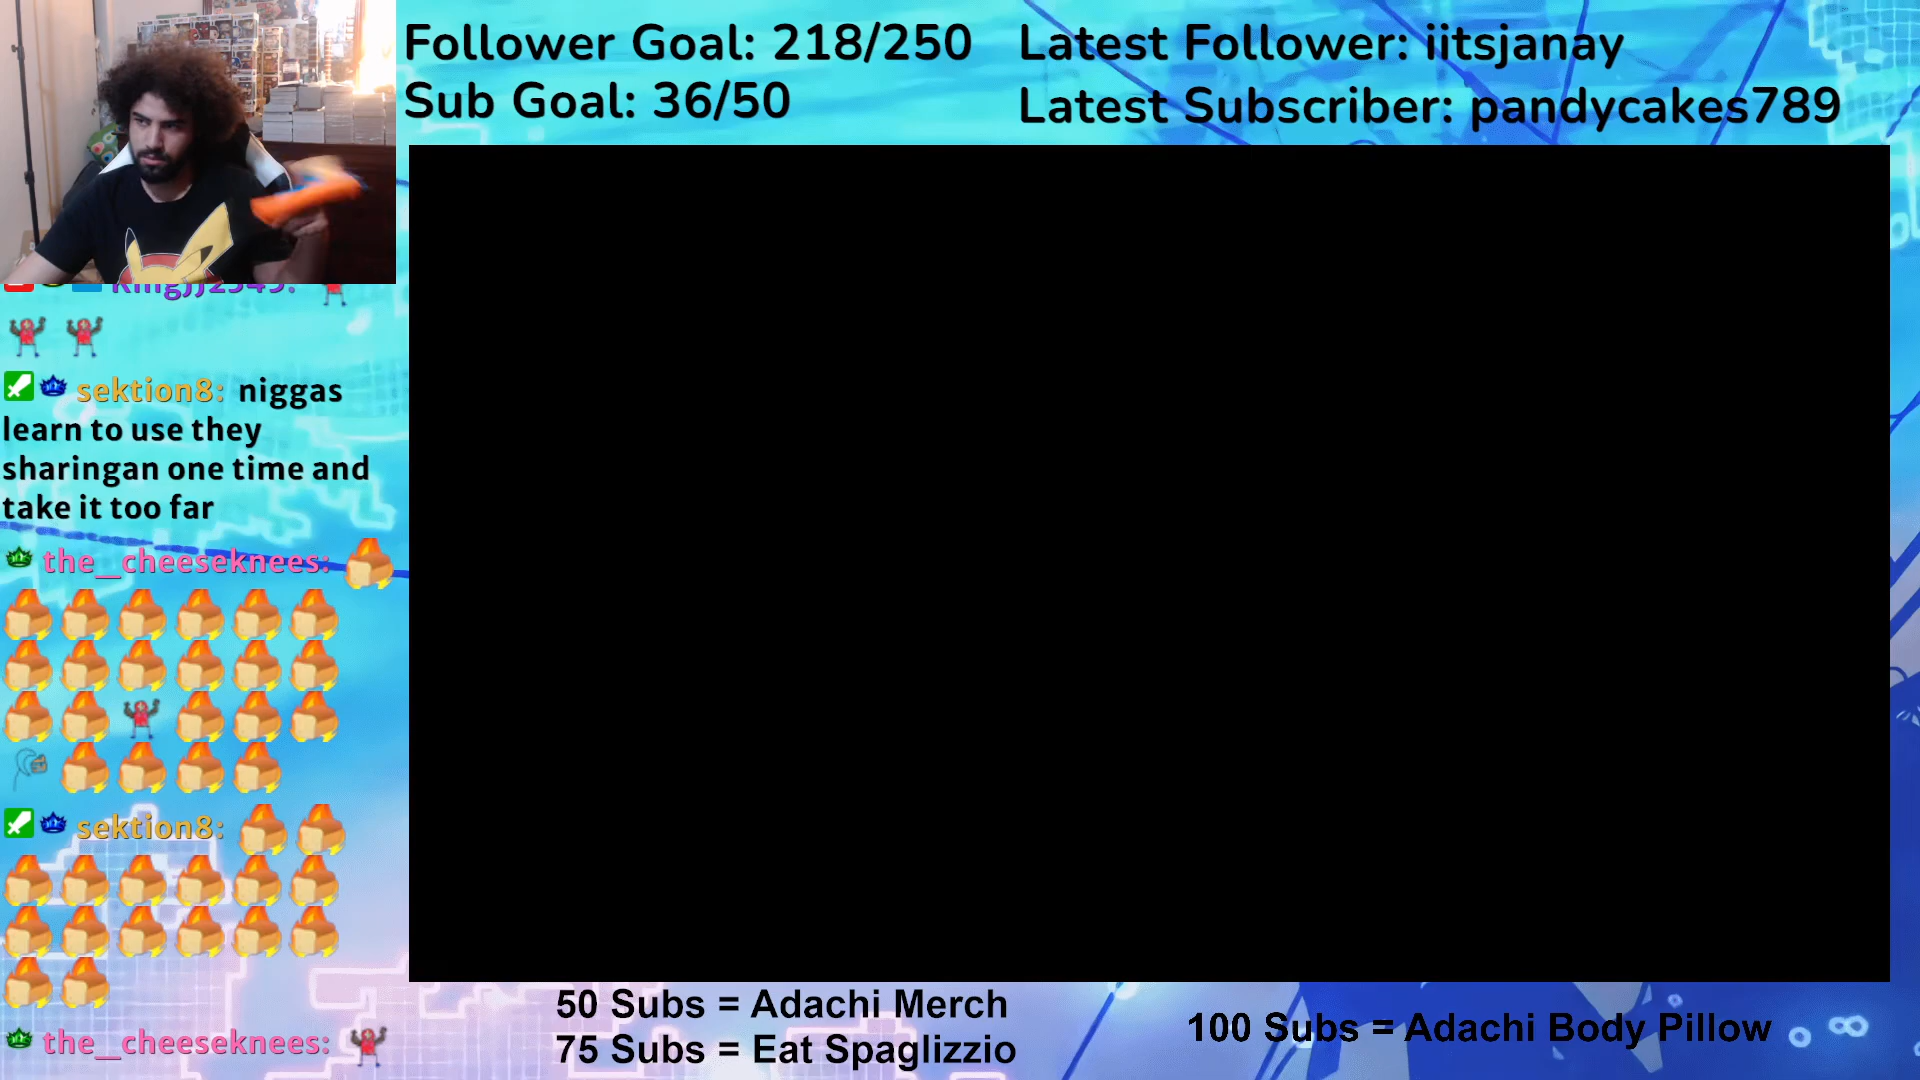 Follower Goal: 218/250
Sub Goal: 36/50
Latest Follower: iitsjanay
Latest Subscriber: pandycakes789
sektion8: niggas
learn to use they
sharingan one time and
take it too far
the__cheeseknees:
sektion8:
the__cheeseknees:
50 Subs = Adachi Merch
75 Subs = Eat Spaglizzio
100 Subs = Adachi Body Pillow